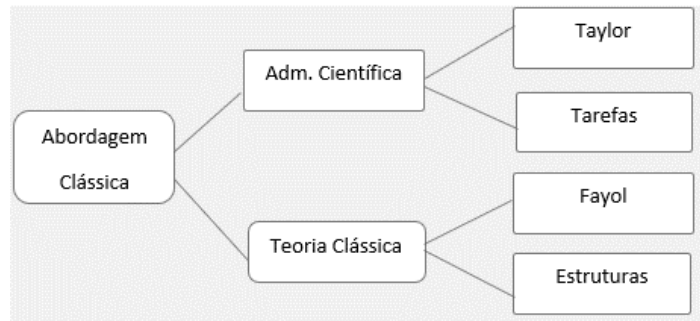 Abordagem
Clássica
Adm. Científica
Taylor
Tarefas
Teoria Clássica
Fayol
Estruturas